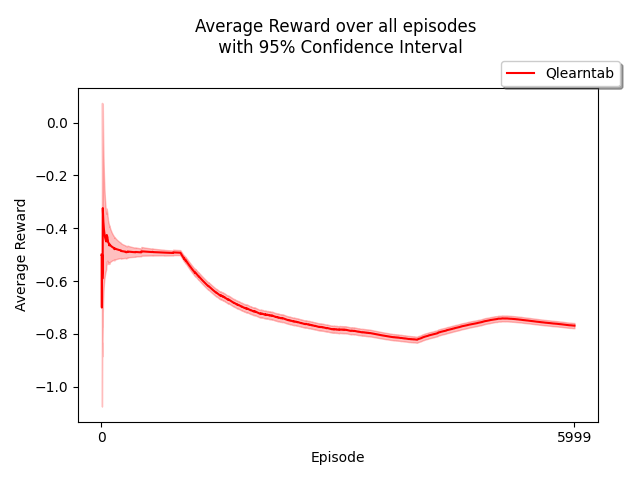 Average Reward over all episodes
with 95% Confidence Interval
Qlearntab
0.0
−0.2
−0.4
−0.6
−0.8
−1.0
Average Reward
0
5999
Episode